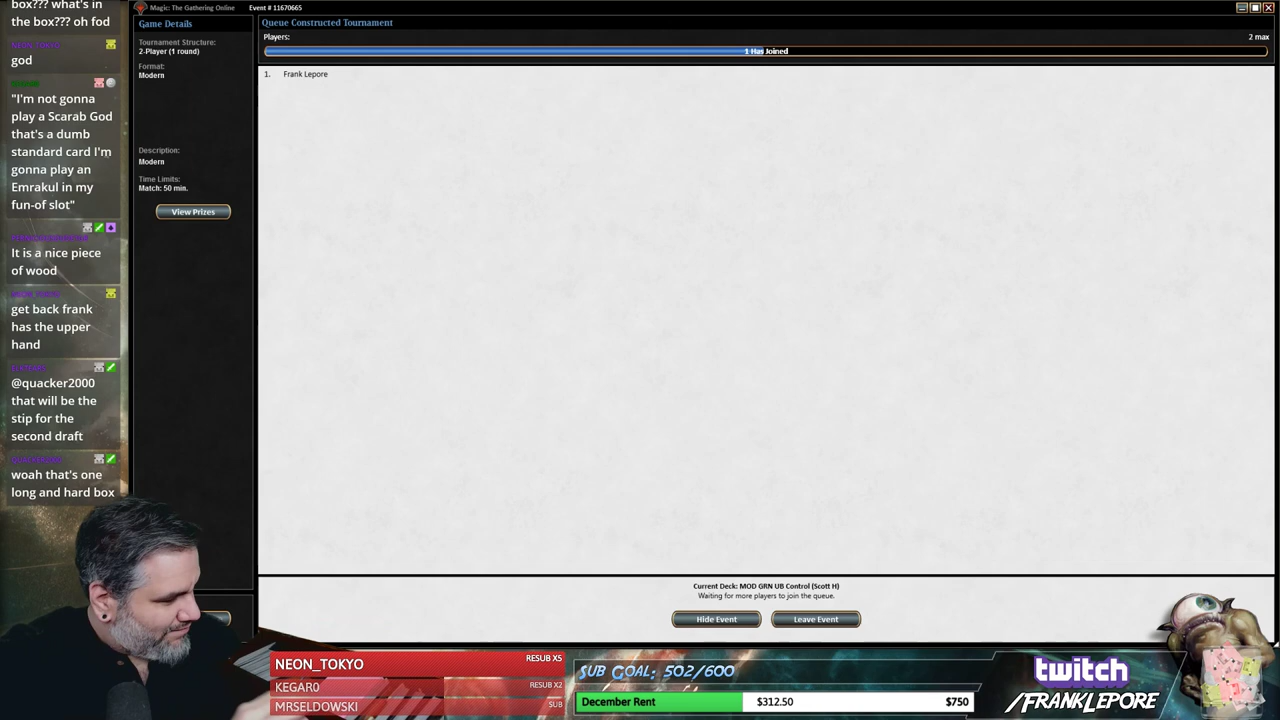 box??? what's in
the box??? oh fod
NEON_TOKYO
god
"I'm not gonna
play a Scarab God
that's a dumb
standard card I'm
gonna play an
Emrakul in my
fun-of slot"
It is a nice piece
of wood
NEON_TOKYO
get back frank
has the upper
hand
@quacker2000
that will be the
stip for the
second draft
woah that's one
long and hard box
Magic: The Gathering Online Event # 11670665
Game Details
Tournament Structure:
2-Player (1 round)
Format:
Modern
Description:
Modern
Time Limits:
Match: 50 min.
View Prizes
Queue Constructed Tournament
Players:
2 max
1 Has Joined
1. Frank Lepore
Current Deck: MOD GRN UB Control (Scott H)
Waiting for more players to join the queue.
Hide Event Leave Event
NEON_TOKYO RESUB X5
KEGAR0 RESUB X2
MRSELDOWSKI SUB
SUB GOAL: 502/600
December Rent $312.50 $750
twitch
/FRANKLEPORE